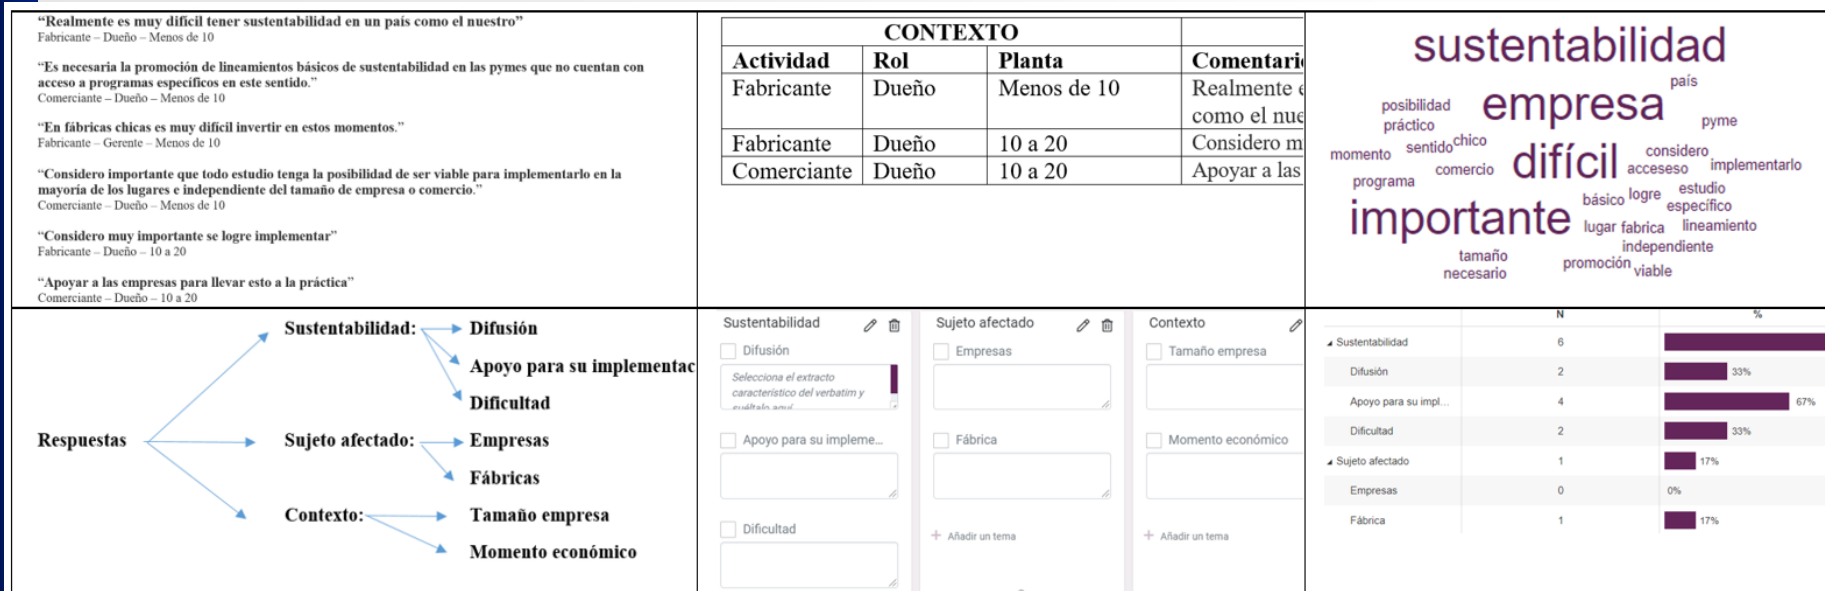 “Realmente es muy difícil tener sustentabilidad en un país como el nuestro”
Fabricante – Dueño – Menos de 10
“Es necesaria la promoción de lineamientos básicos de sustentabilidad en las pymes que no cuentan con
acceso a programas específicos en este sentido.”
Comerciante – Dueño – Menos de 10
“En fábricas chicas es muy difícil invertir en estos momentos.”
Fabricante – Gerente – Menos de 10
“Considero importante que todo estudio tenga la posibilidad de ser viable para implementarlo en la
mayoría de los lugares e independiente del tamaño de empresa o comercio.”
Comerciante – Dueño – Menos de 10
“Considero muy importante se logre implementar”
Fabricante – Dueño – 10 a 20
“Apoyar a las empresas para llevar esto a la práctica”
Comerciante – Dueño – 10 a 20
CONTEXTO
Actividad Rol Planta Comentari
Fabricante Dueño Menos de 10 Realmente e
como el nue
Fabricante Dueño 10 a 20 Considero m
Comerciante Dueño 10 a 20 Apoyar a las
sustentabilidad
país
posibilidad empresa
práctico pyme
momento sentido chico difícil considero
comercio acceseso implementarlo
programa
básico logre estudio
específico
importante lugar fabrica lineamiento
independiente
tamaño
necesario promoción viable
Respuestas
Sustentabilidad: Difusión
Apoyo para su implementac
Dificultad
Sujeto afectado: Empresas
Fábricas
Contexto: Tamaño empresa
Momento económico
Sustentabilidad Sujeto afectado Contexto
Difusión Empresas Tamaño empresa
Selecciona el extracto
característico del verbatim y
suéltalo aquí
Apoyo para su impleme... Fábrica Momento económico
Dificultad
+ Añadir un tema + Añadir un tema
N %
Sustentabilidad 6
Difusión 2 33%
Apoyo para su impl... 4 67%
Dificultad 2 33%
Sujeto afectado 1 17%
Empresas 0 0%
Fábrica 1 17%